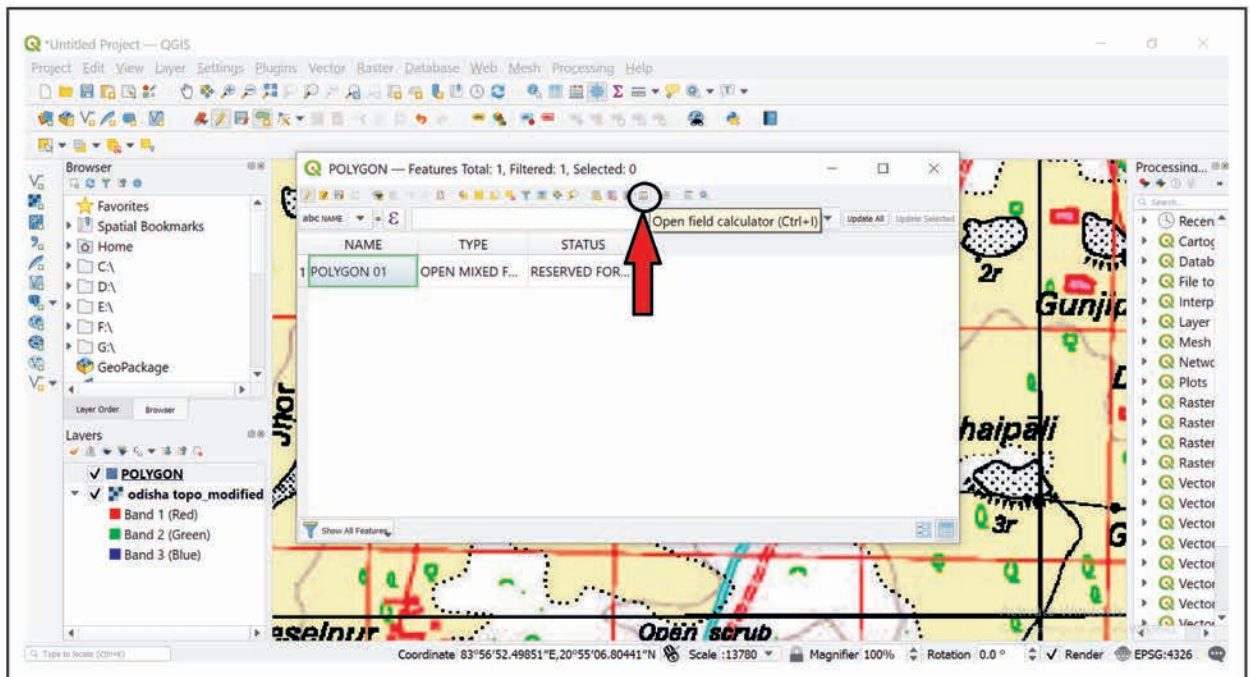 *Untitled Project — QGIS
Project Edit View Layer Settings Plugins Vector Raster Database Web Mesh Processing Help
Browser
Favorites
Spatial Bookmarks
Home
C:\
D:\
E:\
F:\
G:\
GeoPackage
Layer Order Browser
Layers
POLYGON
odisha topo_modified
Band 1 (Red)
Band 2 (Green)
Band 3 (Blue)
POLYGON — Features Total: 1, Filtered: 1, Selected: 0
abc NAME = ε Update All Update Selected
Open field calculator (Ctrl+I)
NAME TYPE STATUS
1 POLYGON 01 OPEN MIXED F... RESERVED FOR...
Show All Features
2r
Gunjip
haipāli
3r
G
Jhor
aselpur
Open scrub
Processing...
Search...
Recen
Cartog
Datab
File to
Interp
Layer
Mesh
Netwo
Plots
Raster
Raster
Raster
Raster
Vector
Vector
Vector
Vector
Vector
Vector
Vector
Vector
Type to locate (Ctrl+K)
Coordinate 83°56'52.49851"E,20°55'06.80441"N Scale :13780 Magnifier 100% Rotation 0.0 ° Render EPSG:4326